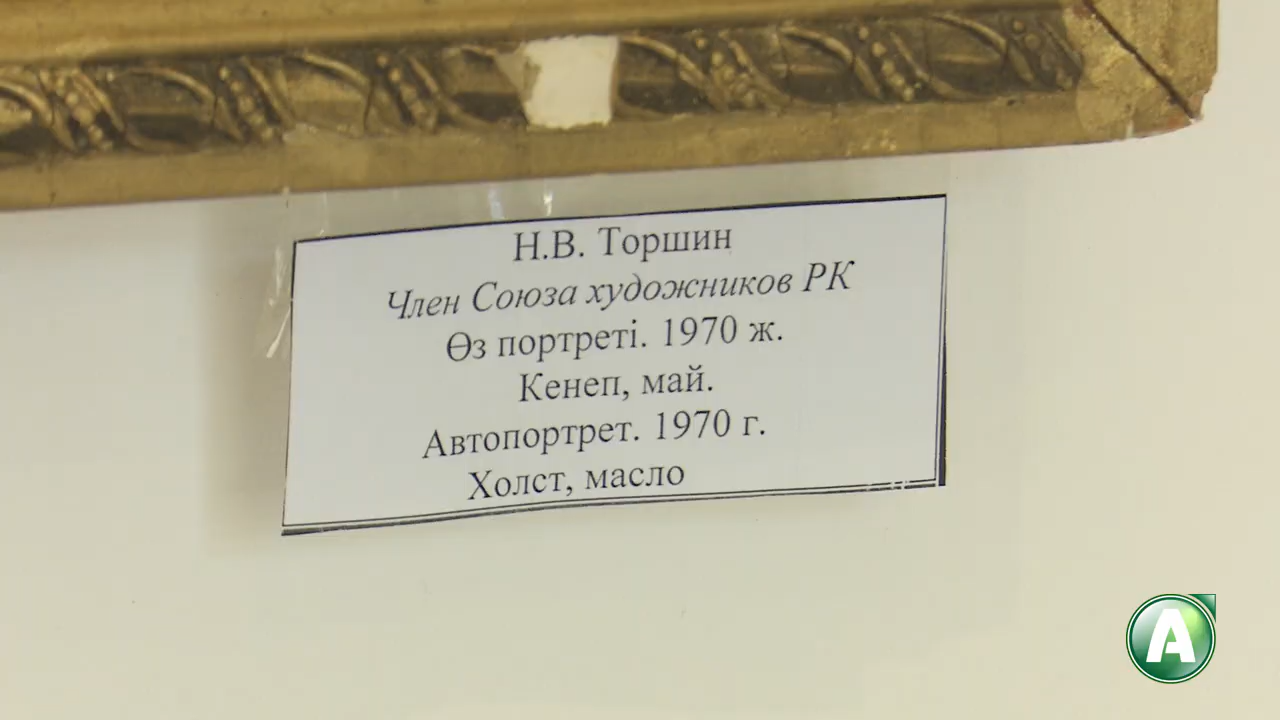 Н.В. Торшин
Член Союза художников РК
Өз портреті. 1970 ж.
Кенеп, май.
Автопортрет. 1970 г.
Холст, масло
A